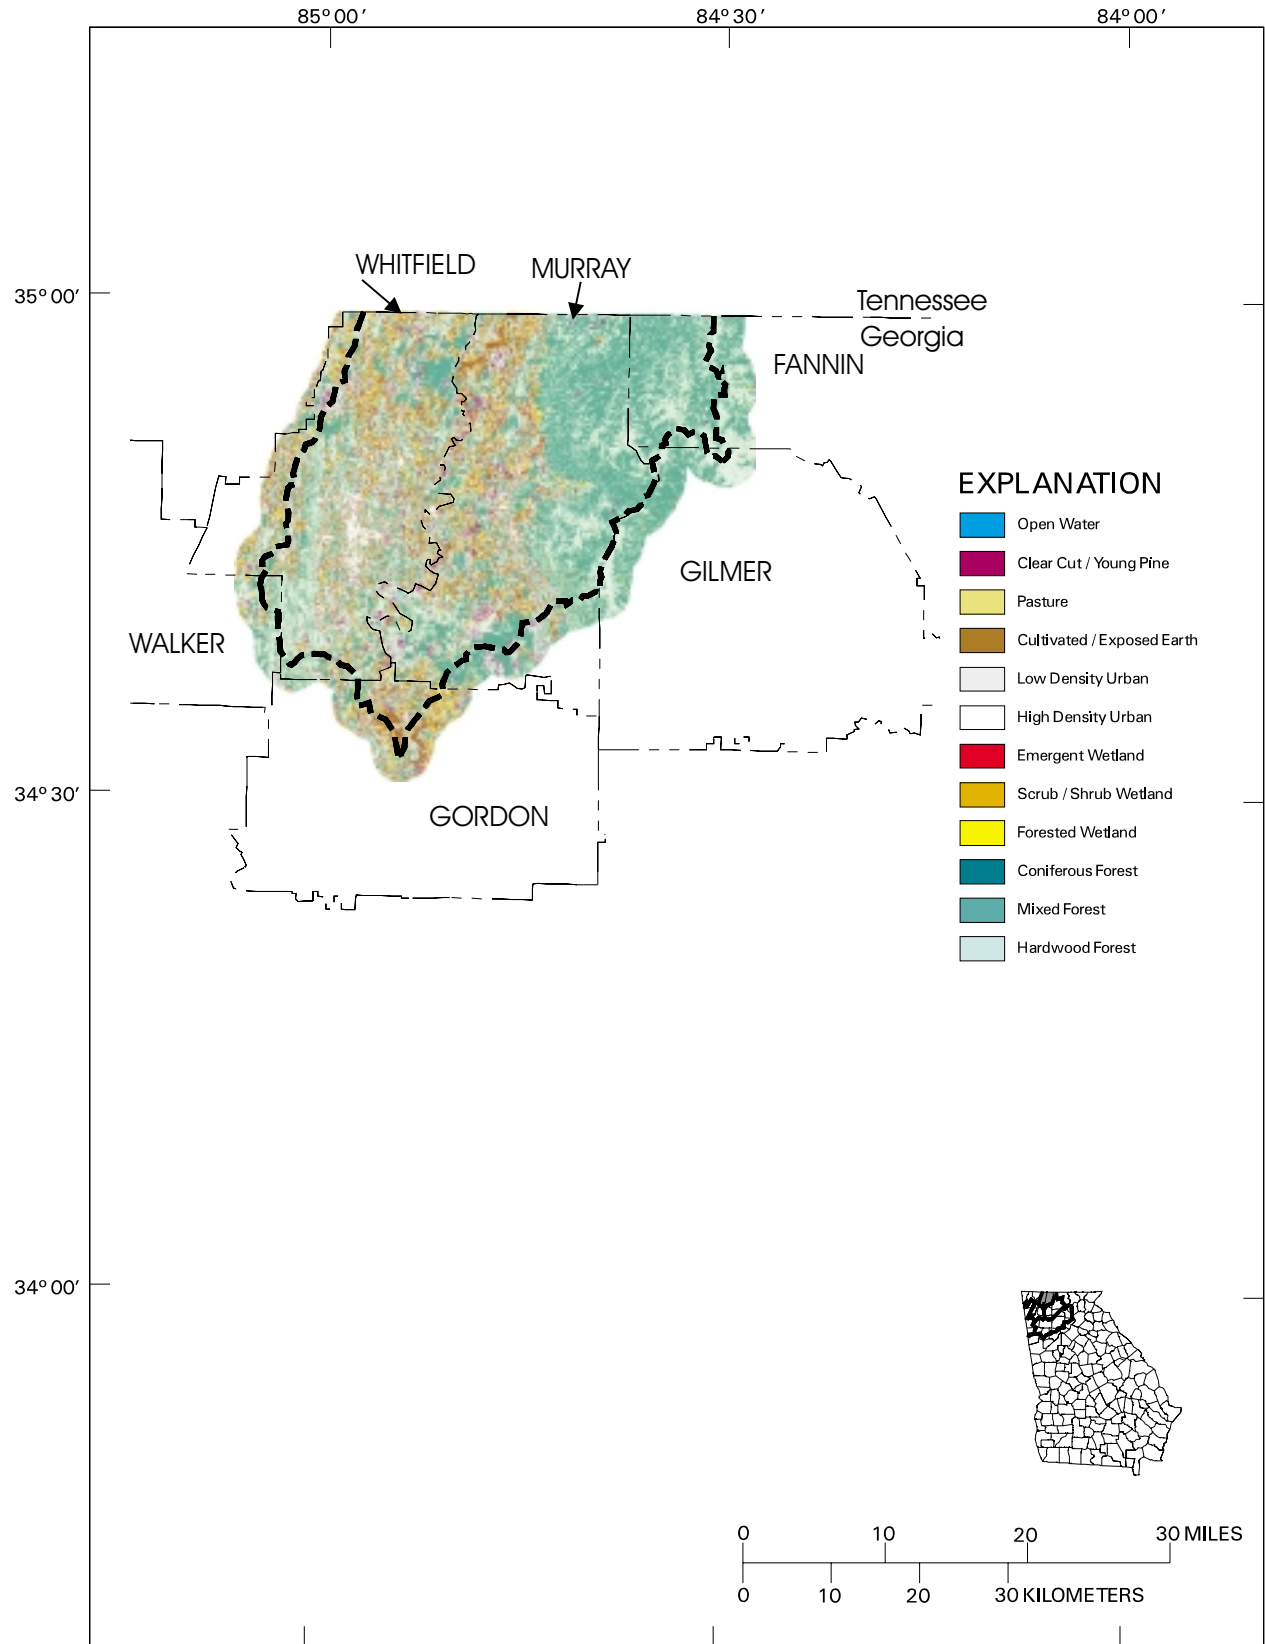 85° 00′ 84° 30′ 84° 00′
WHITFIELD MURRAY
35° 00′
Tennessee
Georgia
FANNIN
EXPLANATION
Open Water
Clear Cut / Young Pine
GILMER
Pasture
WALKER
Cultivated / Exposed Earth
Low Density Urban
High Density Urban
Emergent Wetland
34° 30′
Scrub / Shrub Wetland
GORDON
Forested Wetland
Coniferous Forest
Mixed Forest
Hardwood Forest
34° 00′
0 10 20 30 MILES
0 10 20 30 KILOMETERS